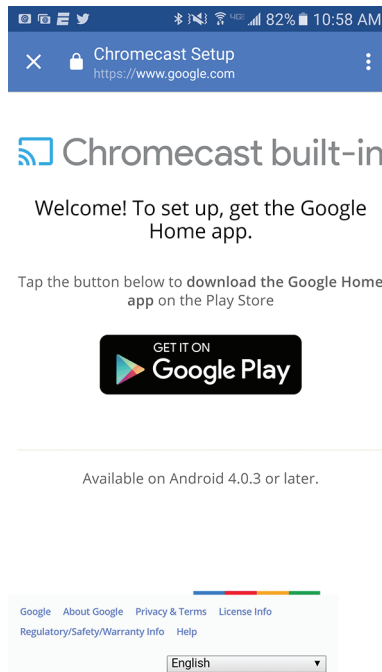 82% 10:58 AM
Chromecast Setup
https://www.google.com
Chromecast built-in
Welcome! To set up, get the Google
Home app.
Tap the button below to download the Google Home
app on the Play Store
GET IT ON
Google Play
Available on Android 4.0.3 or later.
Google About Google Privacy & Terms License Info
Regulatory/Safety/Warranty Info Help
English